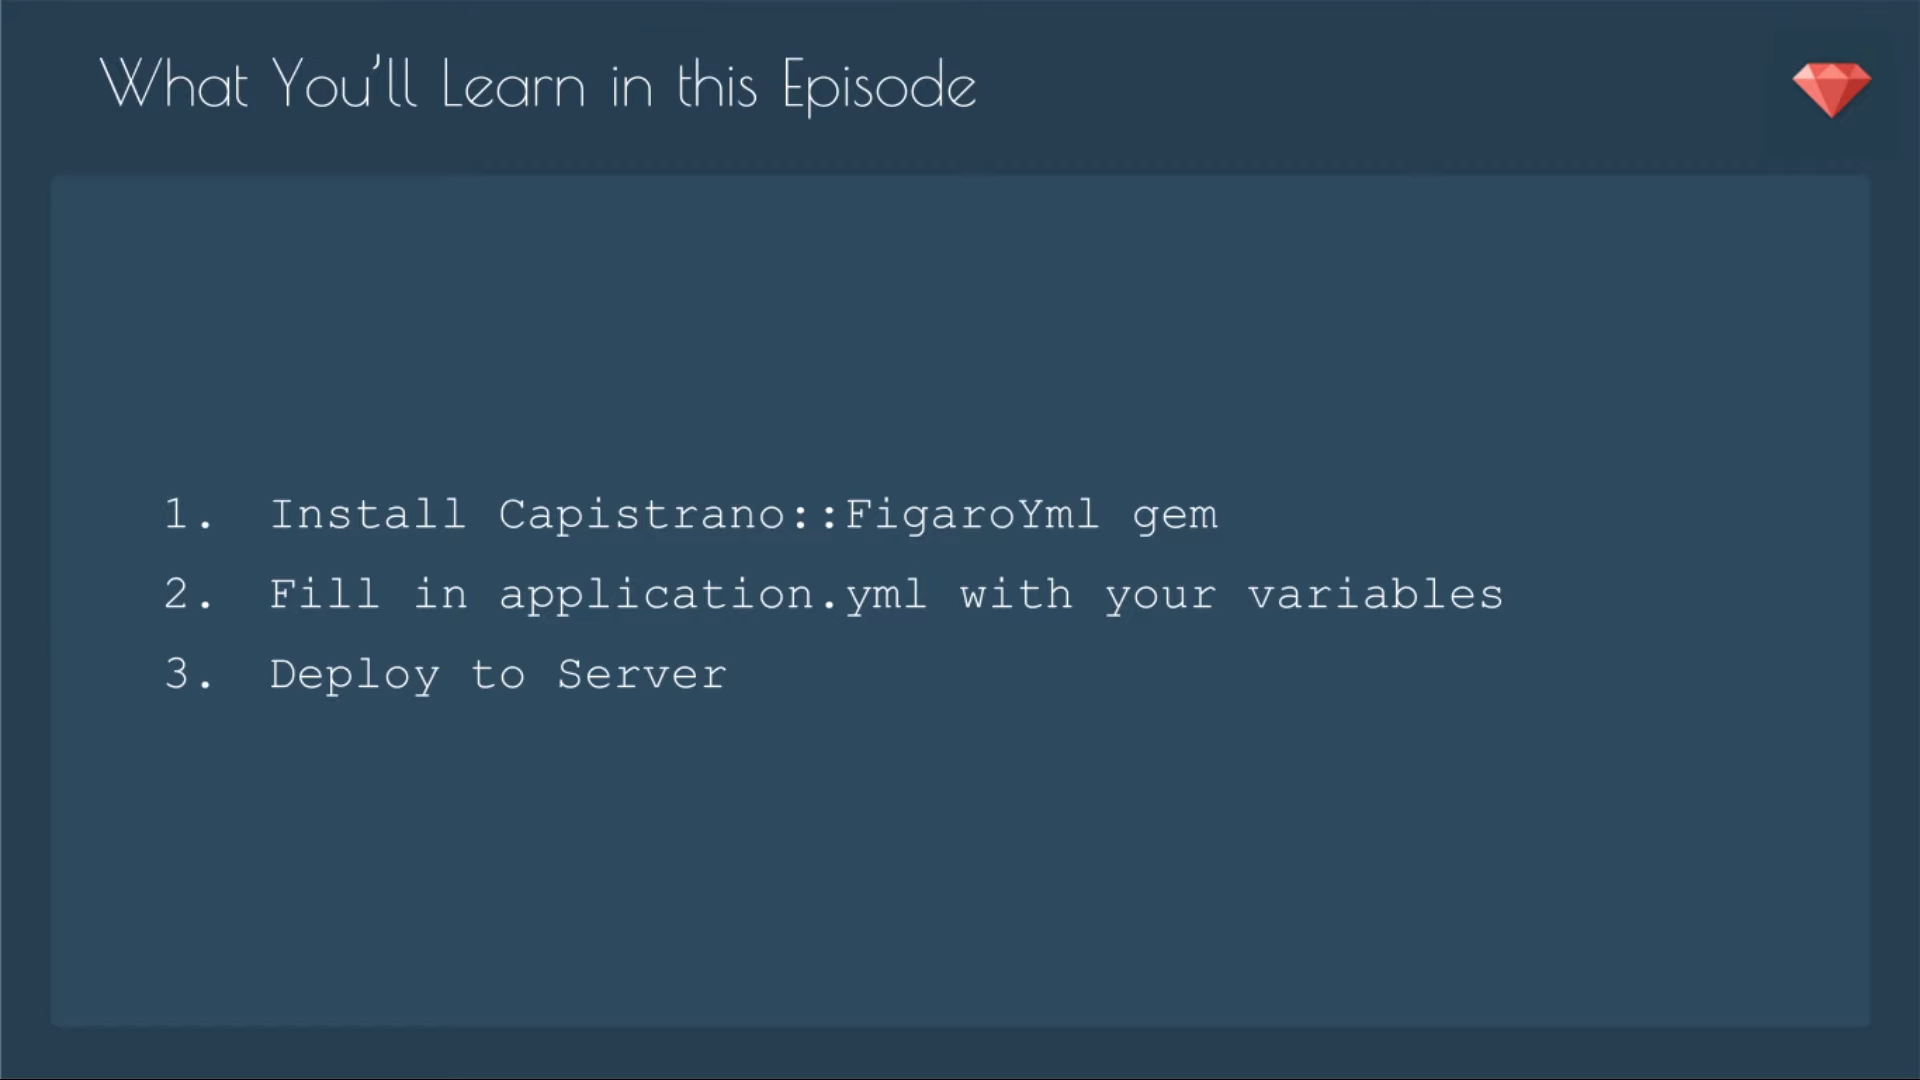 What You’ll Learn in this Episode
1. Install Capistrano::FigaroYml gem
2. Fill in application.yml with your variables
3. Deploy to Server